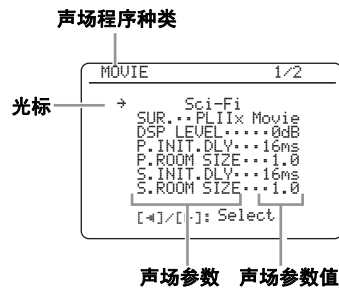 声场程序种类
MOVIE 1/2
光标
→ Sci-Fi
SUR.··PLIIx Movie
DSP LEVEL·····0dB
P.INIT.DLY···16ms
P.ROOM SIZE···1.0
S.INIT.DLY···16ms
S.ROOM SIZE···1.0
[◀]/[▶]: Select
声场参数 声场参数值